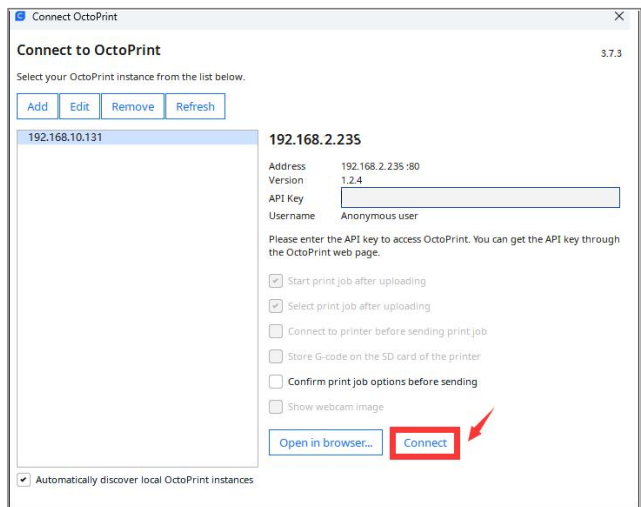 Connect OctoPrint
Connect to OctoPrint
3.7.3
Select your OctoPrint instance from the list below.
Add Edit Remove Refresh
192.168.10.131
192.168.2.235
Address 192.168.2.235 :80
Version 1.2.4
API Key
Username Anonymous user
Please enter the API key to access OctoPrint. You can get the API key through
the OctoPrint web page.
Start print job after uploading
Select print job after uploading
Connect to printer before sending print job
Store G-code on the SD card of the printer
Confirm print job options before sending
Show webcam image
Open in browser... Connect
Automatically discover local OctoPrint instances